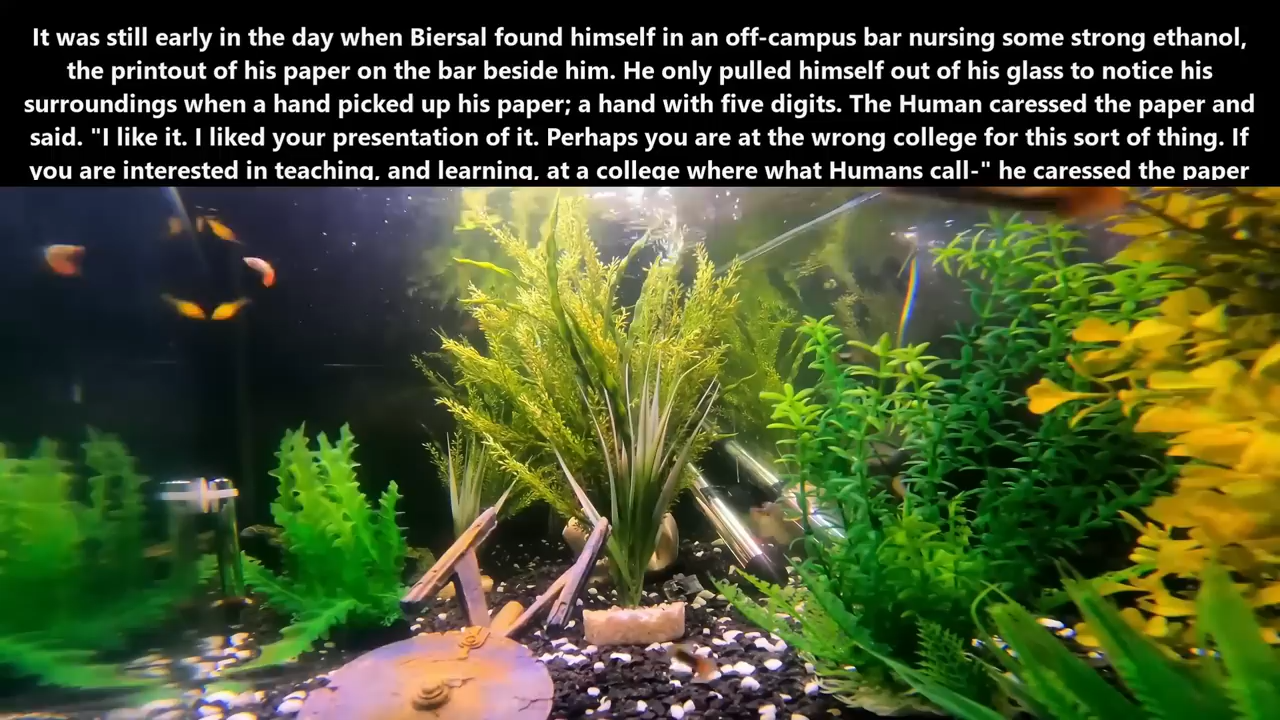 It was still early in the day when Biersal found himself in an off-campus bar nursing some strong ethanol,
the printout of his paper on the bar beside him. He only pulled himself out of his glass to notice his
surroundings when a hand picked up his paper; a hand with five digits. The Human caressed the paper and
said. "I like it. I liked your presentation of it. Perhaps you are at the wrong college for this sort of thing. If
you are interested in teaching, and learning, at a college where what Humans call-" he caressed the paper